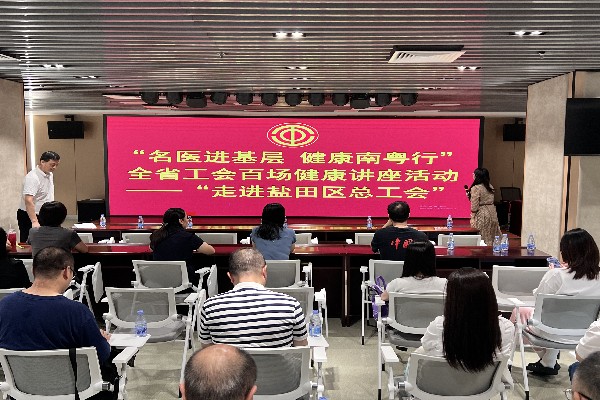 “名医进基层 健康南粤行”
全省工会百场健康讲座活动
——“走进盐田区总工会”
中